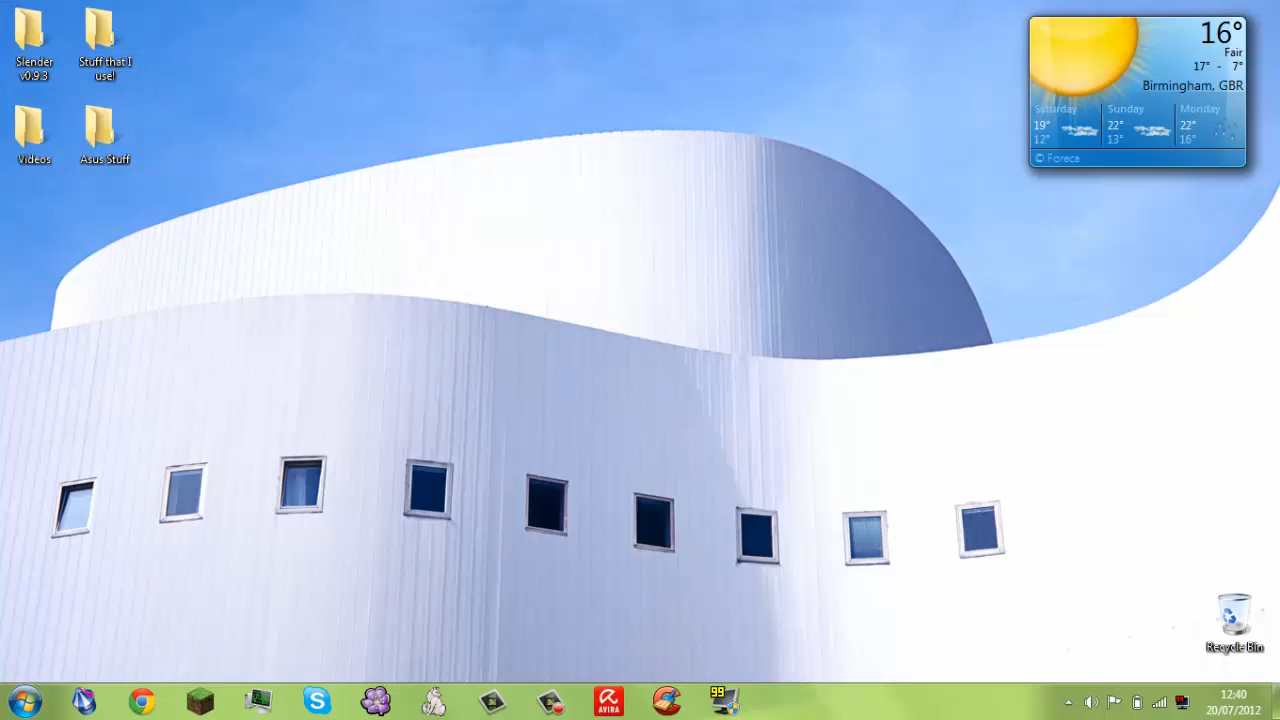 Slender
v0.9.3
Stuff that I
use!
Videos
Asus Stuff
16°
Fair
17° - 7°
Birmingham, GBR
Saturday
Sunday
Monday
19°
22°
22°
12°
13°
16°
© Foreca
Recycle Bin
AVIRA
99
12:40
20/07/2012